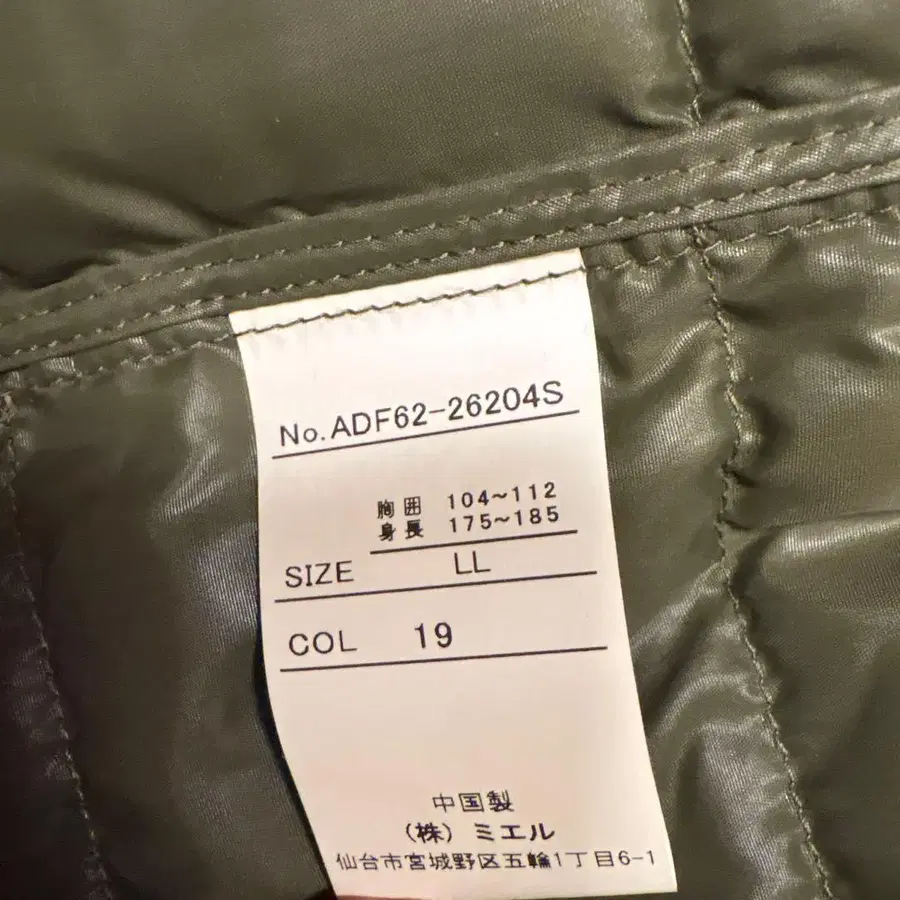 No. ADF62-26204S
胸囲 104~112
身長 175~185
SIZE LL
COL 19
中国製
(株) ミエル
仙台市宮城野区五輪1丁目6-1